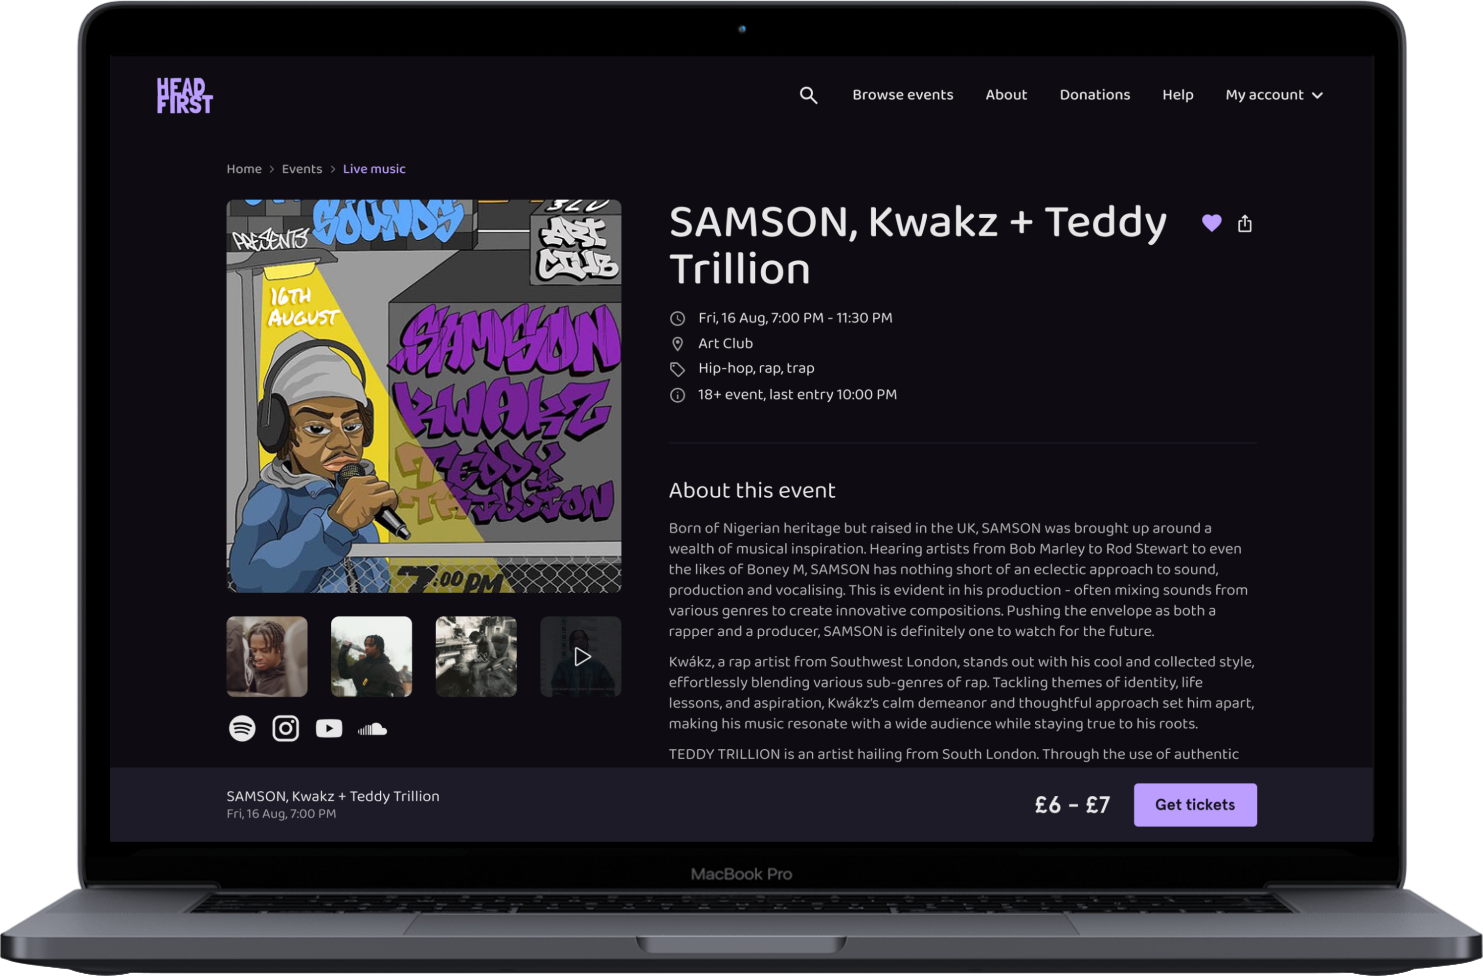 HEAD
FIRST
Browse events
About
Donations
Help
My account
Home
Events
Live music
SOUNDS
PRESENTS
ART
CLUB
16TH
AUGUST
SAMSON
KWAKZ
TEDDY
TRILLION
7:00 PM
SAMSON, Kwakz + Teddy
Trillion
Fri, 16 Aug, 7:00 PM - 11:30 PM
Art Club
Hip-hop, rap, trap
18+ event, last entry 10:00 PM
About this event
Born of Nigerian heritage but raised in the UK, SAMSON was brought up around a
wealth of musical inspiration. Hearing artists from Bob Marley to Rod Stewart to even
the likes of Boney M, SAMSON has nothing short of an eclectic approach to sound,
production and vocalising. This is evident in his production - often mixing sounds from
various genres to create innovative compositions. Pushing the envelope as both a
rapper and a producer, SAMSON is definitely one to watch for the future.
Kwákz, a rap artist from Southwest London, stands out with his cool and collected style,
effortlessly blending various sub-genres of rap. Tackling themes of identity, life
lessons, and aspiration, Kwákz's calm demeanor and thoughtful approach set him apart,
making his music resonate with a wide audience while staying true to his roots.
TEDDY TRILLION is an artist hailing from South London. Through the use of authentic
SAMSON, Kwakz + Teddy Trillion
Fri, 16 Aug, 7:00 PM
£6 – £7
Get tickets
MacBook Pro